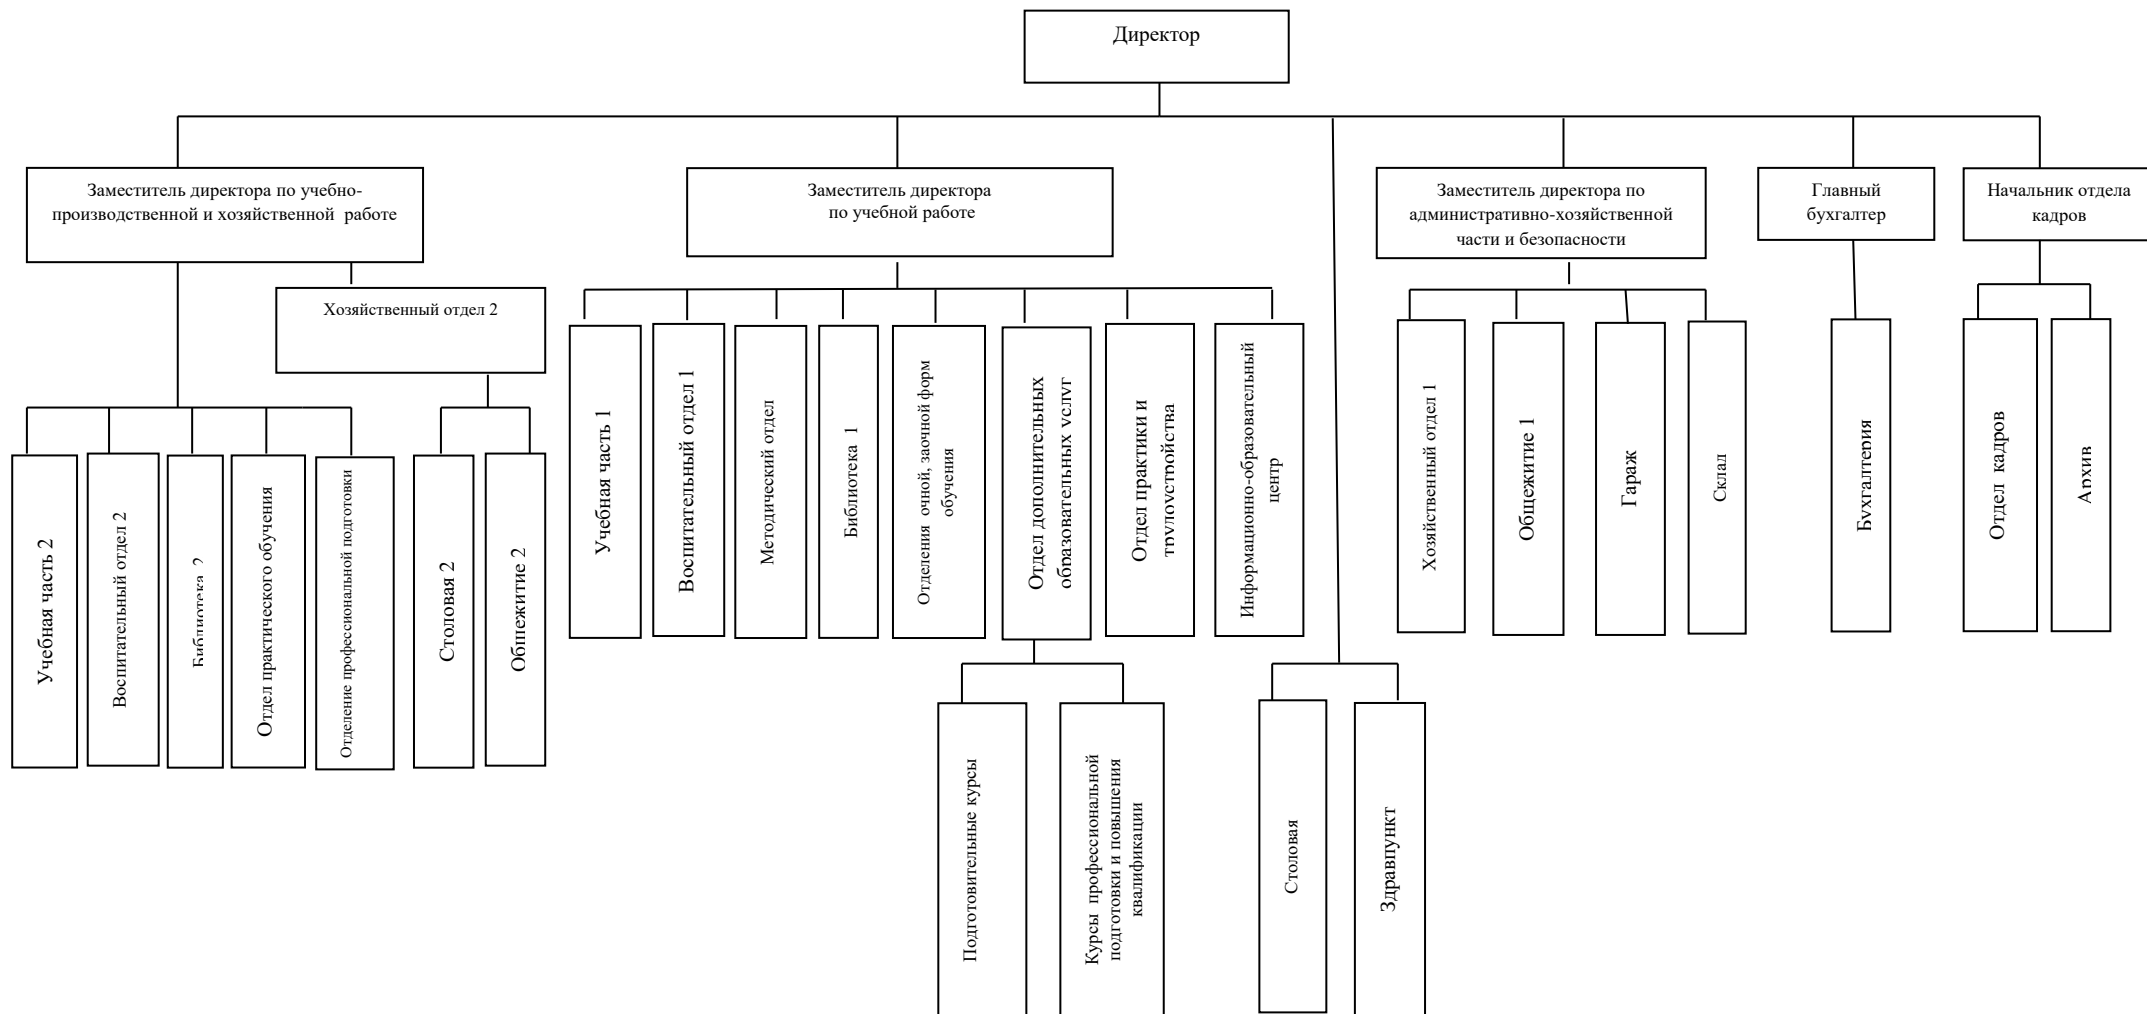 Директор
Заместитель директора по учебно-
производственной и хозяйственной работе
Заместитель директора
по учебной работе
Заместитель директора по
административно-хозяйственной
части и безопасности
Главный
бухгалтер
Начальник отдела
кадров
Хозяйственный отдел 2
Учебная часть 2
Воспитательный отдел 2
Библиотека 2
Отдел практического обучения
Отделение профессиональной подготовки
Столовая 2
Общежитие 2
Учебная часть 1
Воспитательный отдел 1
Методический отдел
Библиотека 1
Отделения очной, заочной форм
обучения
Отдел дополнительных
образовательных услуг
Отдел практики и
трудоустройства
Информационно-образовательный
центр
Хозяйственный отдел 1
Общежитие 1
Гараж
Склад
Бухгалтерия
Отдел кадров
Архив
Подготовительные курсы
Курсы профессиональной
подготовки и повышения
квалификации
Столовая
Здравпункт